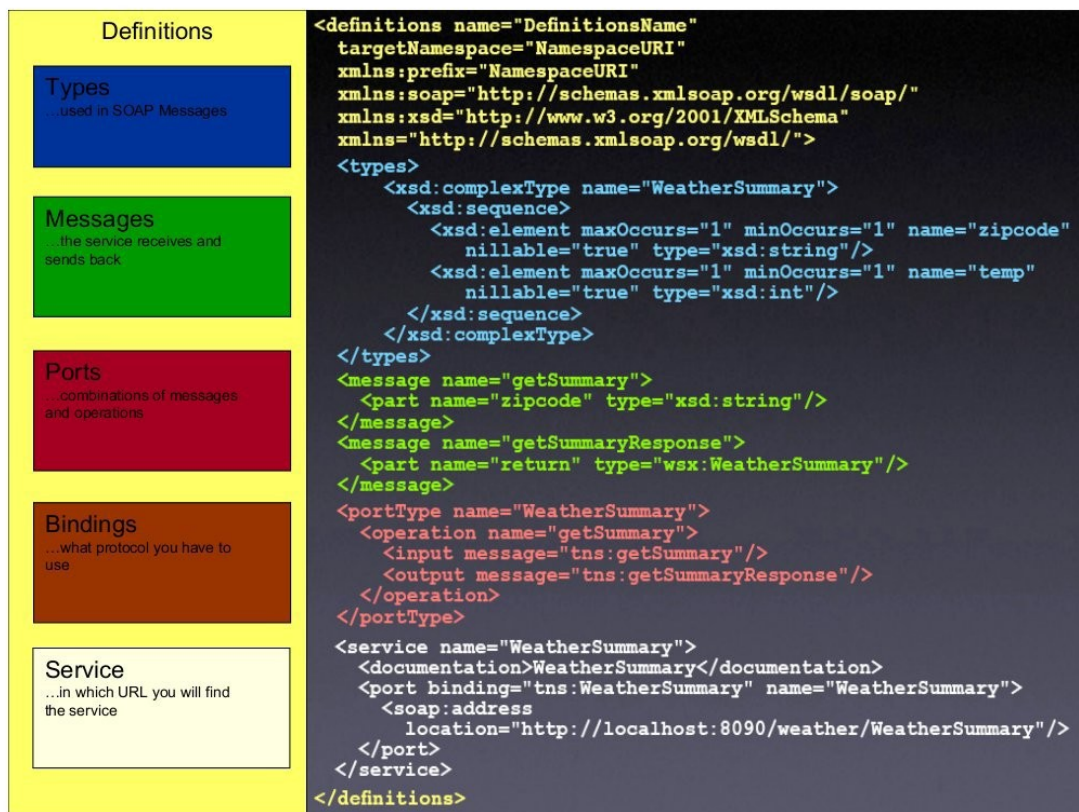 Definitions
Types
...used in SOAP Messages
Messages
...the service receives and
sends back
Ports
...combinations of messages
and operations
Bindings
...what protocol you have to
use
Service
...in which URL you will find
the service
<definitions name="DefinitionsName"
targetNamespace="NamespaceURI"
xmlns:prefix="NamespaceURI"
xmlns:soap="http://schemas.xmlsoap.org/wsdl/soap/"
xmlns:xsd="http://www.w3.org/2001/XMLSchema"
xmlns="http://schemas.xmlsoap.org/wsdl/">
<types>
<xsd:complexType name="WeatherSummary">
<xsd:sequence>
<xsd:element maxOccurs="1" minOccurs="1" name="zipcode"
nillable="true" type="xsd:string"/>
<xsd:element maxOccurs="1" minOccurs="1" name="temp"
nillable="true" type="xsd:int"/>
</xsd:sequence>
</xsd:complexType>
</types>
<message name="getSummary">
<part name="zipcode" type="xsd:string"/>
</message>
<message name="getSummaryResponse">
<part name="return" type="wsx:WeatherSummary"/>
</message>
<portType name="WeatherSummary">
<operation name="getSummary">
<input message="tns:getSummary"/>
<output message="tns:getSummaryResponse"/>
</operation>
</portType>
<service name="WeatherSummary">
<documentation>WeatherSummary</documentation>
<port binding="tns:WeatherSummary" name="WeatherSummary">
<soap:address
location="http://localhost:8090/weather/WeatherSummary"/>
</port>
</service>
</definitions>